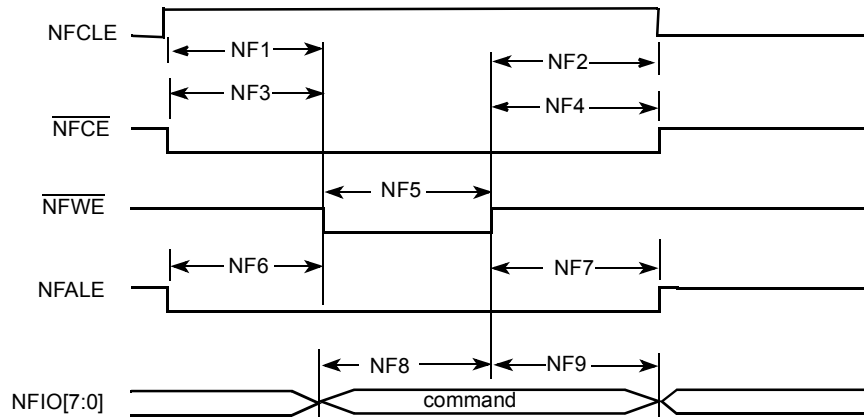 NFCLE
NF1
NF2
NF3
NF4
NFCE
NF5
NFWE
NF6
NF7
NFALE
NF8
NF9
NFIO[7:0]
command